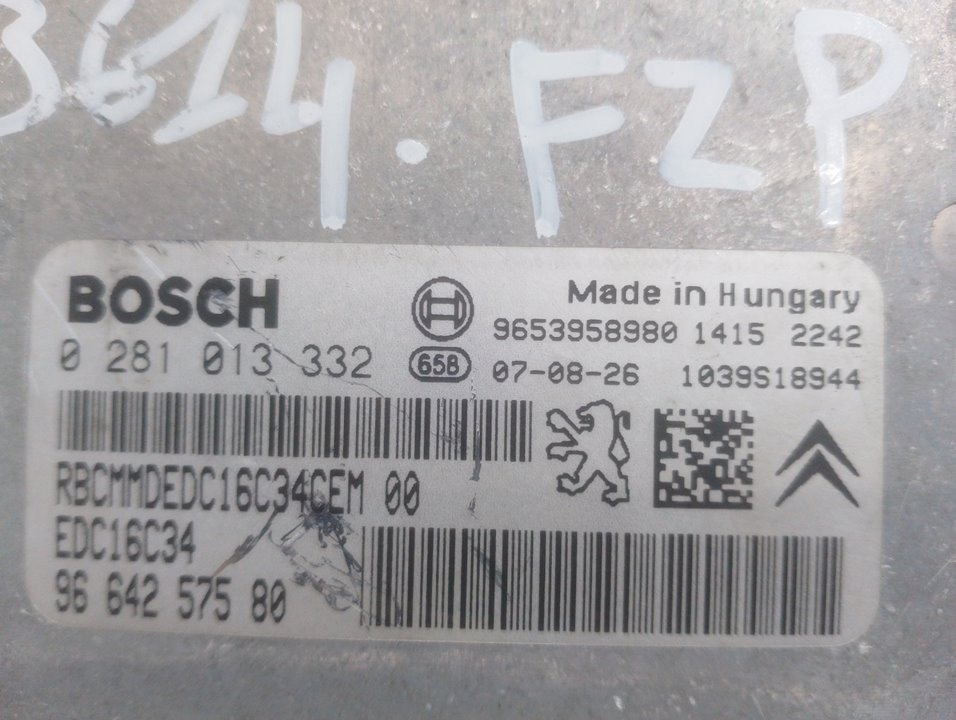 3614. FZP
BOSCH
Made in Hungary
9653958980 1415 2242
0 281 013 332
658
07-08-26 1039S18944
RBCMMDEDC16C34CEM 00
EDC16C34
96 642 575 80